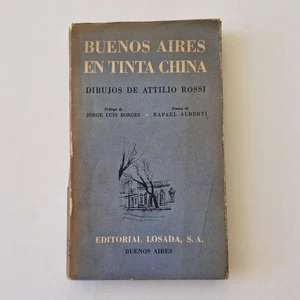 BUENOS AIRES
EN TINTA CHINA
DIBUJOS DE ATTILIO ROSSI
Prólogo de
JORGE LUIS BORGES
Poema de
RAFAEL ALBERTI
EDITORIAL LOSADA, S. A.
BUENOS AIRES